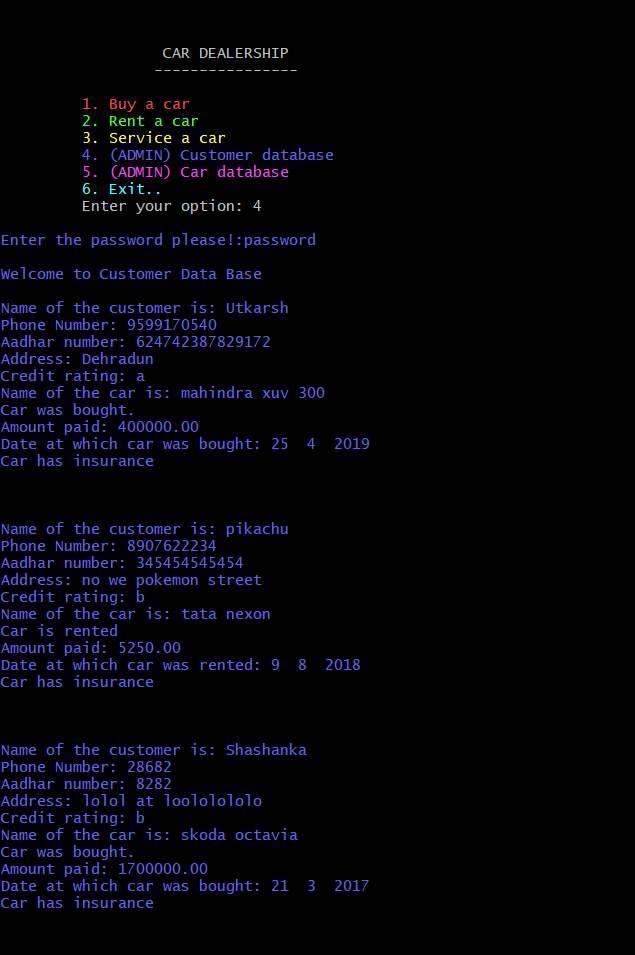 CAR DEALERSHIP
----------------
1. Buy a car
2. Rent a car
3. Service a car
4. (ADMIN) Customer database
5. (ADMIN) Car database
6. Exit..
Enter your option: 4
Enter the password please!:password
Welcome to Customer Data Base
Name of the customer is: Utkarsh
Phone Number: 9599170540
Aadhar number: 624742387829172
Address: Dehradun
Credit rating: a
Name of the car is: mahindra xuv 300
Car was bought.
Amount paid: 400000.00
Date at which car was bought: 25  4  2019
Car has insurance
Name of the customer is: pikachu
Phone Number: 8907622234
Aadhar number: 345454545454
Address: no we pokemon street
Credit rating: b
Name of the car is: tata nexon
Car is rented
Amount paid: 5250.00
Date at which car was rented: 9  8  2018
Car has insurance
Name of the customer is: Shashanka
Phone Number: 28682
Aadhar number: 8282
Address: lolol at loololololo
Credit rating: b
Name of the car is: skoda octavia
Car was bought.
Amount paid: 1700000.00
Date at which car was bought: 21  3  2017
Car has insurance